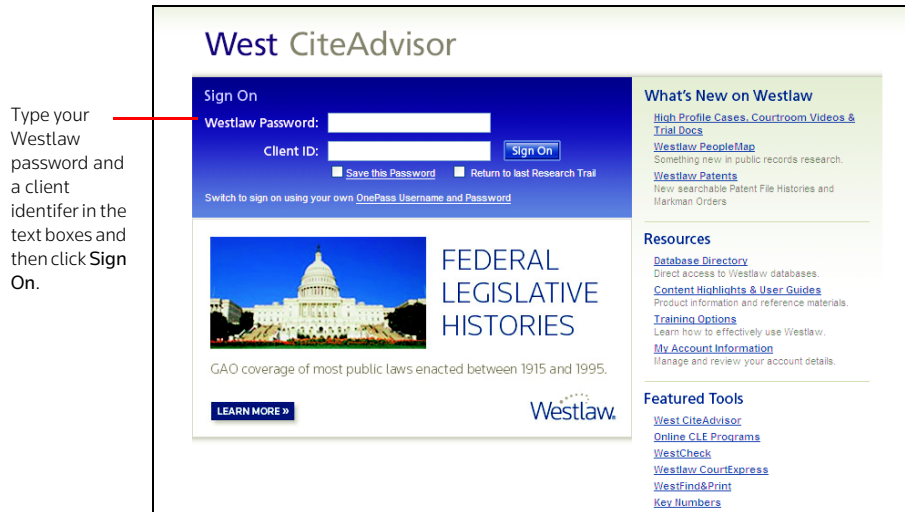 Type your
Westlaw
password and
a client
identifer in the
text boxes and
then click Sign
On.
West CiteAdvisor
Sign On
Westlaw Password:
Client ID:
Sign On
Save this Password
Return to last Research Trail
Switch to sign on using your own OnePass Username and Password
FEDERAL
LEGISLATIVE
HISTORIES
GAO coverage of most public laws enacted between 1915 and 1995.
LEARN MORE »
Westlaw.
What's New on Westlaw
High Profile Cases, Courtroom Videos &
Trial Docs
Westlaw PeopleMap
Something new in public records research.
Westlaw Patents
New searchable Patent File Histories and
Markman Orders
Resources
Database Directory
Direct access to Westlaw databases.
Content Highlights & User Guides
Product information and reference materials.
Training Options
Learn how to effectively use Westlaw.
My Account Information
Manage and review your account details.
Featured Tools
West CiteAdvisor
Online CLE Programs
WestCheck
Westlaw CourtExpress
WestFind&Print
Key Numbers